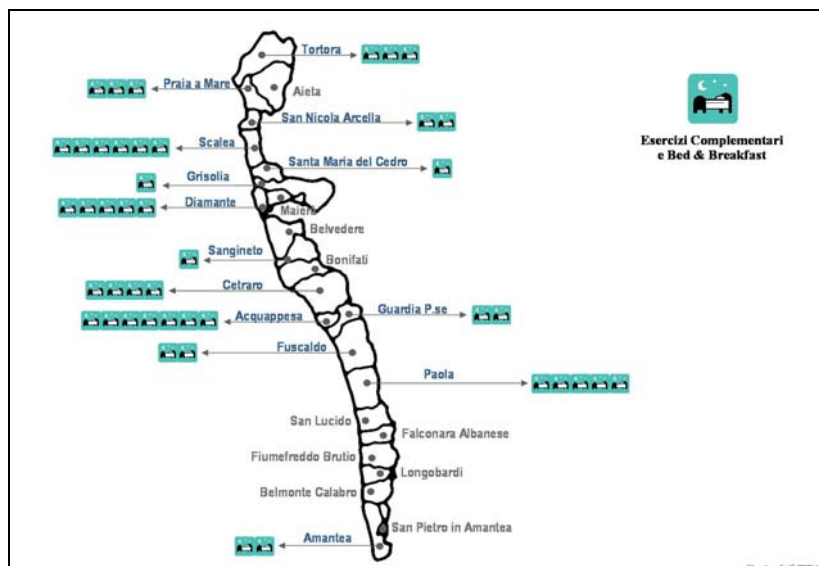 Tortora
Praia a Mare
Aieta
San Nicola Arcella
Scalea
Santa Maria del Cedro
Grisolia
Diamante
Maierà
Belvedere
Sangineto
Bonifati
Cetraro
Guardia P.se
Acquappesa
Fuscaldo
Paola
San Lucido
Falconara Albanese
Fiumefreddo Brutio
Longobardi
Belmonte Calabro
San Pietro in Amantea
Amantea
Esercizi Complementari
e Bed & Breakfast